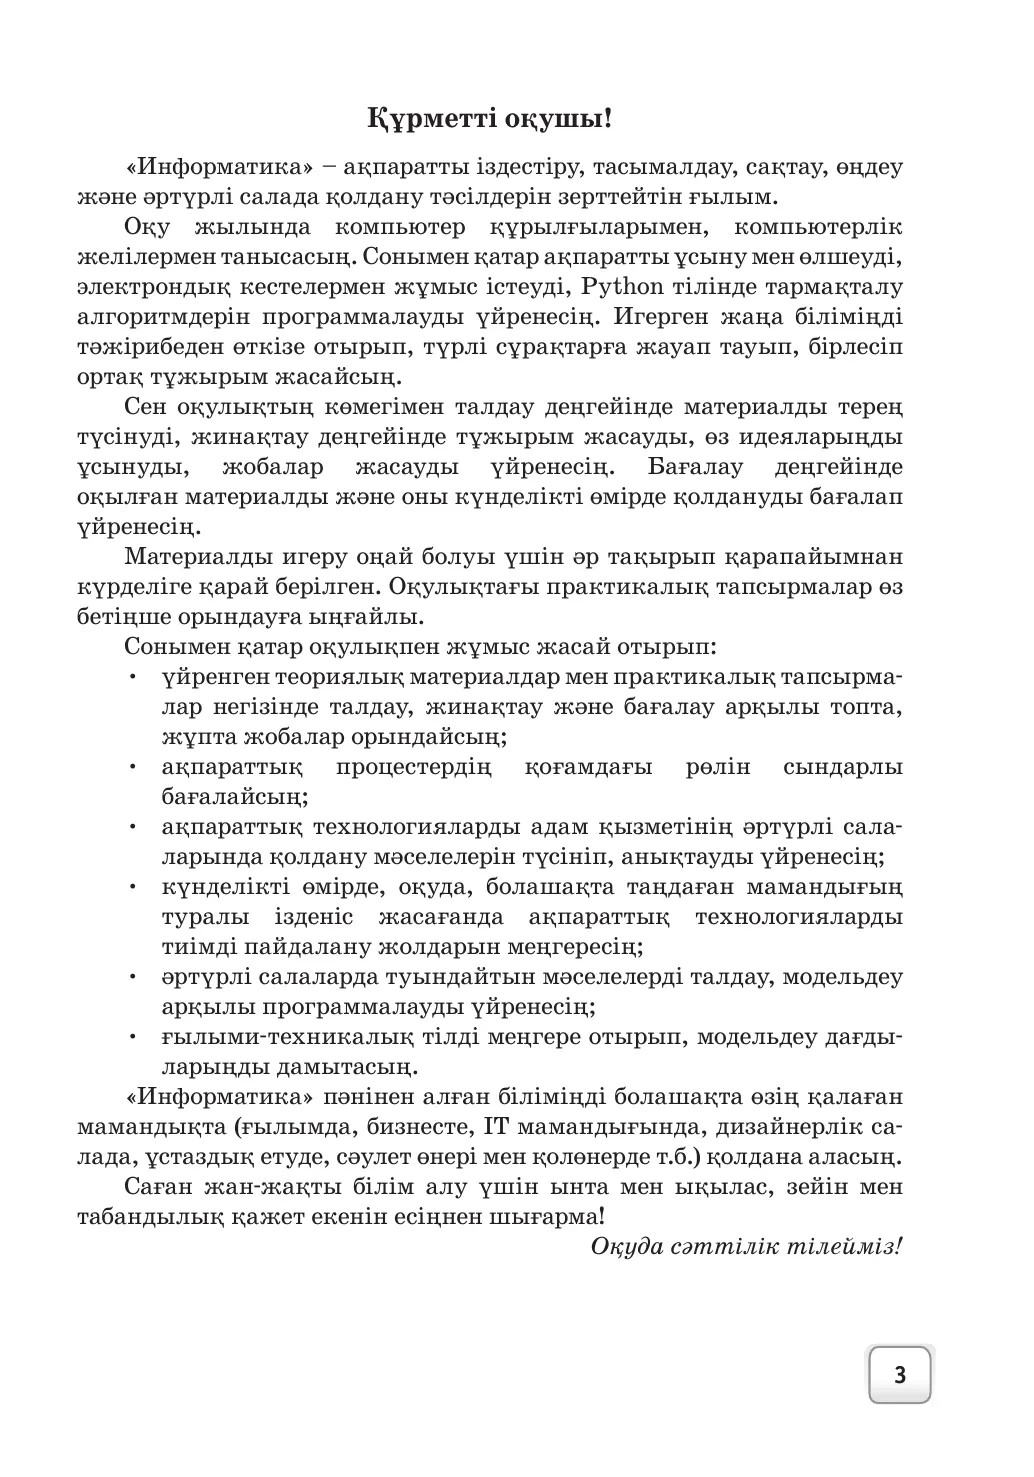 Құрметті оқушы!
«Информатика» – ақпаратты іздестіру, тасымалдау, сақтау, өңдеу
және әртүрлі салада қолдану тәсілдерін зерттейтін ғылым.
Оқу жылында компьютер құрылғыларымен, компьютерлік
желілермен танысасың. Сонымен қатар ақпаратты ұсыну мен өлшеуді,
электрондық кестелермен жұмыс істеуді, Python тілінде тармақталу
алгоритмдерін программалауды үйренесің. Игерген жаңа біліміңді
тәжірибеден өткізе отырып, түрлі сұрақтарға жауап тауып, бірлесіп
ортақ тұжырым жасайсың.
Сен оқулықтың көмегімен талдау деңгейінде материалды терең
түсінуді, жинақтау деңгейінде тұжырым жасауды, өз идеяларыңды
ұсынуды, жобалар жасауды үйренесің. Бағалау деңгейінде
оқылған материалды және оны күнделікті өмірде қолдануды бағалап
үйренесің.
Материалды игеру оңай болуы үшін әр тақырып қарапайымнан
күрделіге қарай берілген. Оқулықтағы практикалық тапсырмалар өз
бетіңше орындауға ыңғайлы.
Сонымен қатар оқулықпен жұмыс жасай отырып:
• үйренген теориялық материалдар мен практикалық тапсырма-
лар негізінде талдау, жинақтау және бағалау арқылы топта,
жұпта жобалар орындайсың;
• ақпараттық процестердің қоғамдағы рөлін сындарлы
бағалайсың;
• ақпараттық технологияларды адам қызметінің әртүрлі сала-
ларында қолдану мәселелерін түсініп, анықтауды үйренесің;
• күнделікті өмірде, оқуда, болашақта таңдаған мамандығың
туралы ізденіс жасағанда ақпараттық технологияларды
тиімді пайдалану жолдарын меңгересің;
• әртүрлі салаларда туындайтын мәселелерді талдау, модельдеу
арқылы программалауды үйренесің;
• ғылыми-техникалық тілді меңгере отырып, модельдеу дағды-
ларыңды дамытасың.
«Информатика» пәнінен алған біліміңді болашақта өзің қалаған
мамандықта (ғылымда, бизнесте, IT мамандығында, дизайнерлік са-
лада, ұстаздық етуде, сәулет өнері мен қолөнерде т.б.) қолдана аласың.
Саған жан-жақты білім алу үшін ынта мен ықылас, зейін мен
табандылық қажет екенін есіңнен шығарма!
Оқуда сәттілік тілейміз!
3